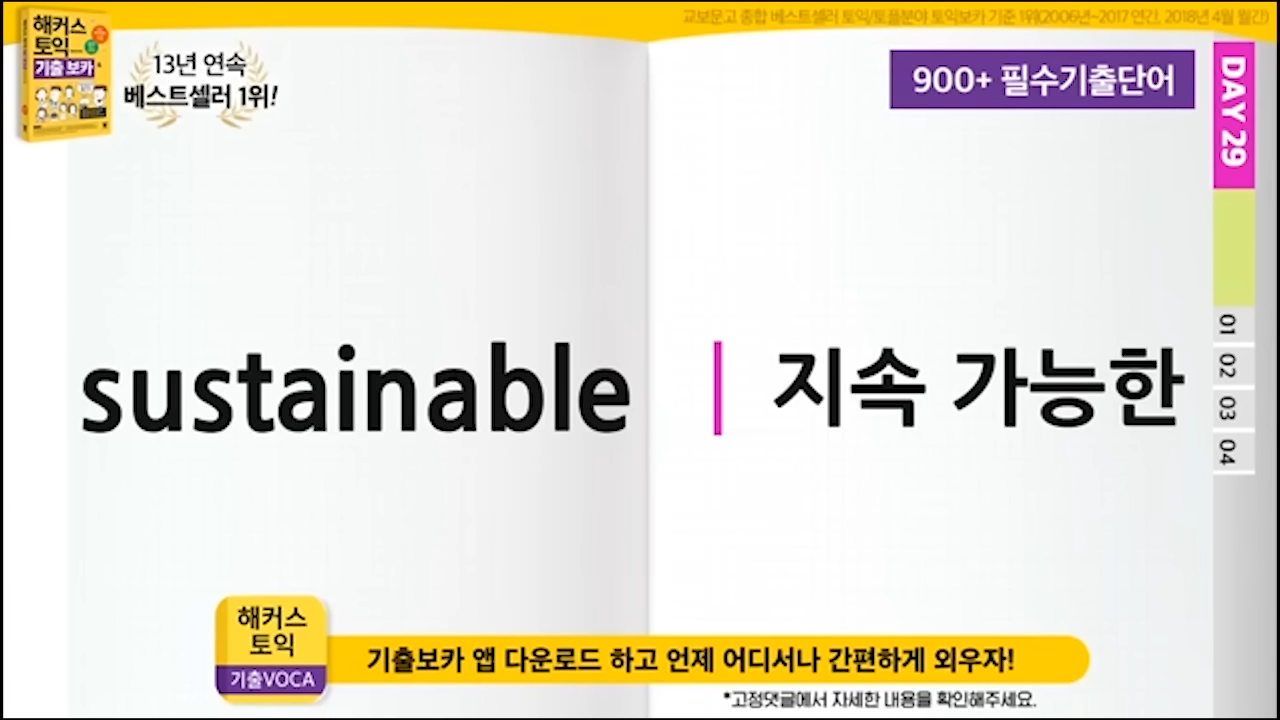 교보문고 종합 베스트셀러 토익/토플분야 토익보카 기준 1위(2006년~2017 연간, 2018년 4월 월간)
해커스
토익
기출 보카
13년 연속
베스트셀러 1위!
900+ 필수기출단어
DAY 29
sustainable
지속 가능한
01
02
03
04
해커스
토익
기출VOCA
기출보카 앱 다운로드 하고 언제 어디서나 간편하게 외우자!
*고정댓글에서 자세한 내용을 확인해주세요.